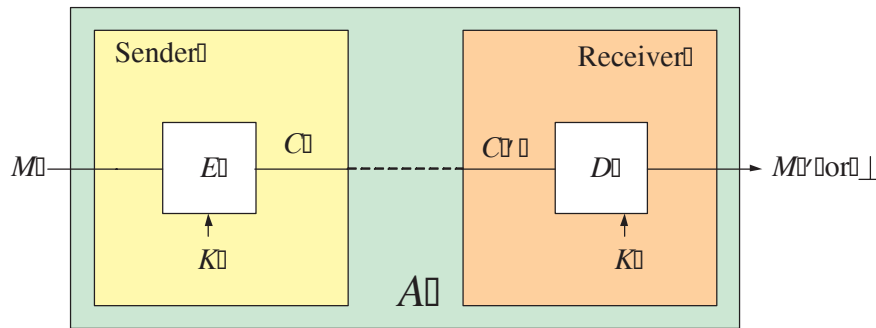 Sender
Receiver
M
E
C
C′
D
M′ or ⊥
K
K
A